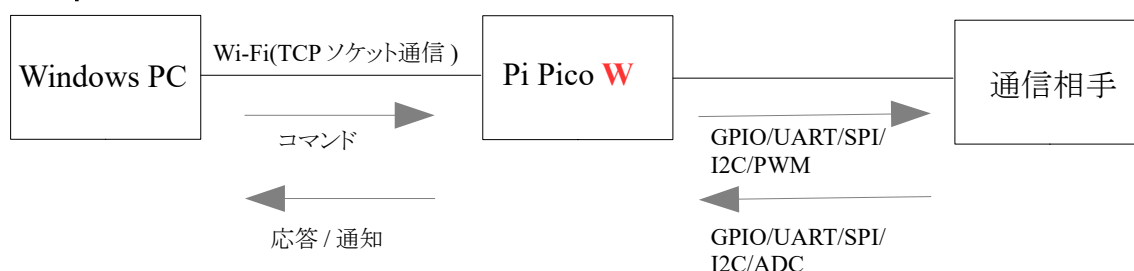 Windows PC
Wi-Fi(TCP ソケット通信 )
コマンド
応答 / 通知
Pi Pico W
GPIO/UART/SPI/
I2C/PWM
GPIO/UART/SPI/
I2C/ADC
通信相手